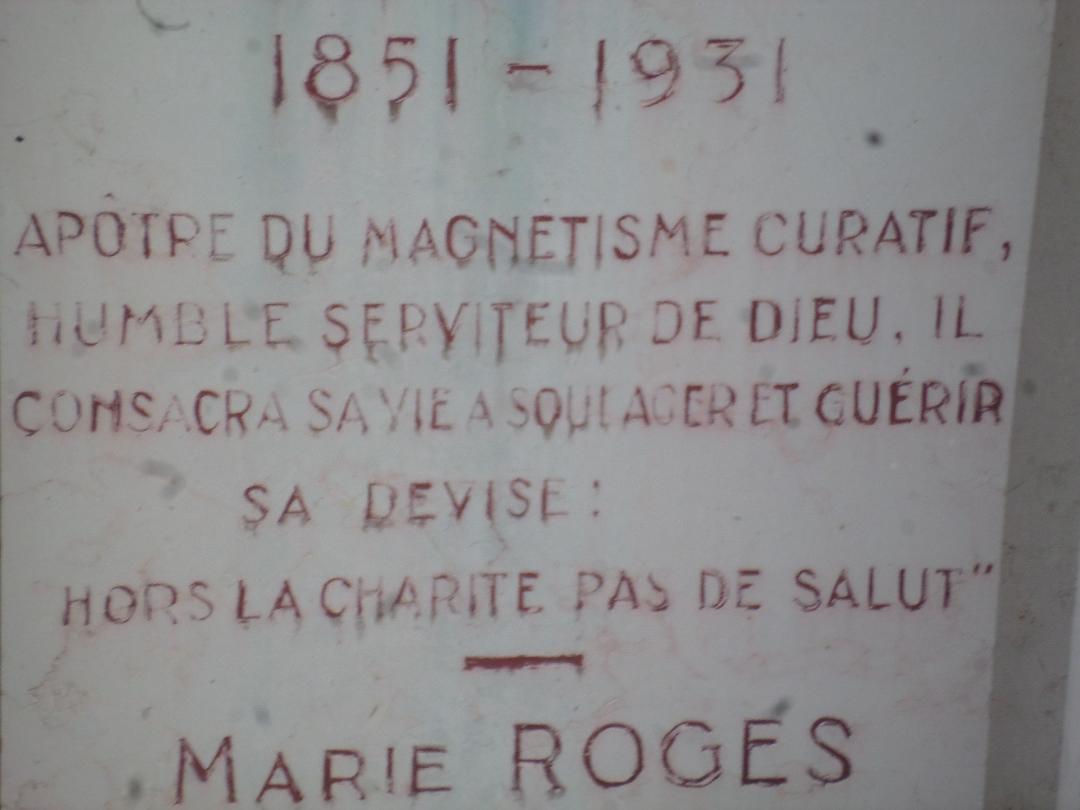 1851 - 1931
APÔTRE DU MAGNÉTISME CURATIF,
HUMBLE SERVITEUR DE DIEU. IL
CONSACRA SA VIE A SOULAGER ET GUÉRIR
SA DEVISE:
HORS LA CHARITE PAS DE SALUT"
MARIE ROGES